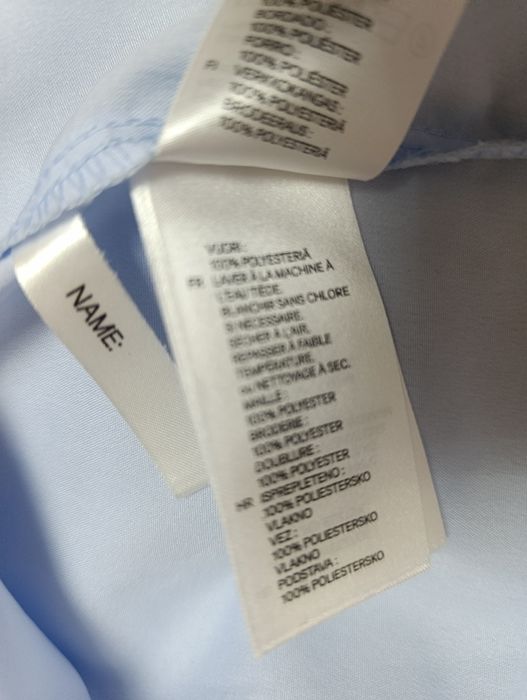 100% POLIÉSTER
BORDADO :
100% POLIÉSTER
FORRO :
100% POLIÉSTER
FI VERKKOKANGAS :
100% POLYESTERIÄ
BRODEERAUS :
100% POLYESTERIÄ
VUORI :
100% POLYESTERIÄ
FR LAVER À LA MACHINE À
L'EAU TIÈDE.
BLANCHIR SANS CHLORE
SI NÉCESSAIRE.
SÉCHER À L'AIR.
REPASSER À FAIBLE
TEMPÉRATURE.
NETTOYAGE À SEC.
MAILLE :
100% POLYESTER
BRODERIE :
100% POLYESTER
DOUBLURE :
100% POLYESTER
HR ISPREPLETENO :
100% POLIESTERSKO
VLAKNO
VEZ :
100% POLIESTERSKO
VLAKNO
PODSTAVA :
100% POLIESTERSKO
NAME: